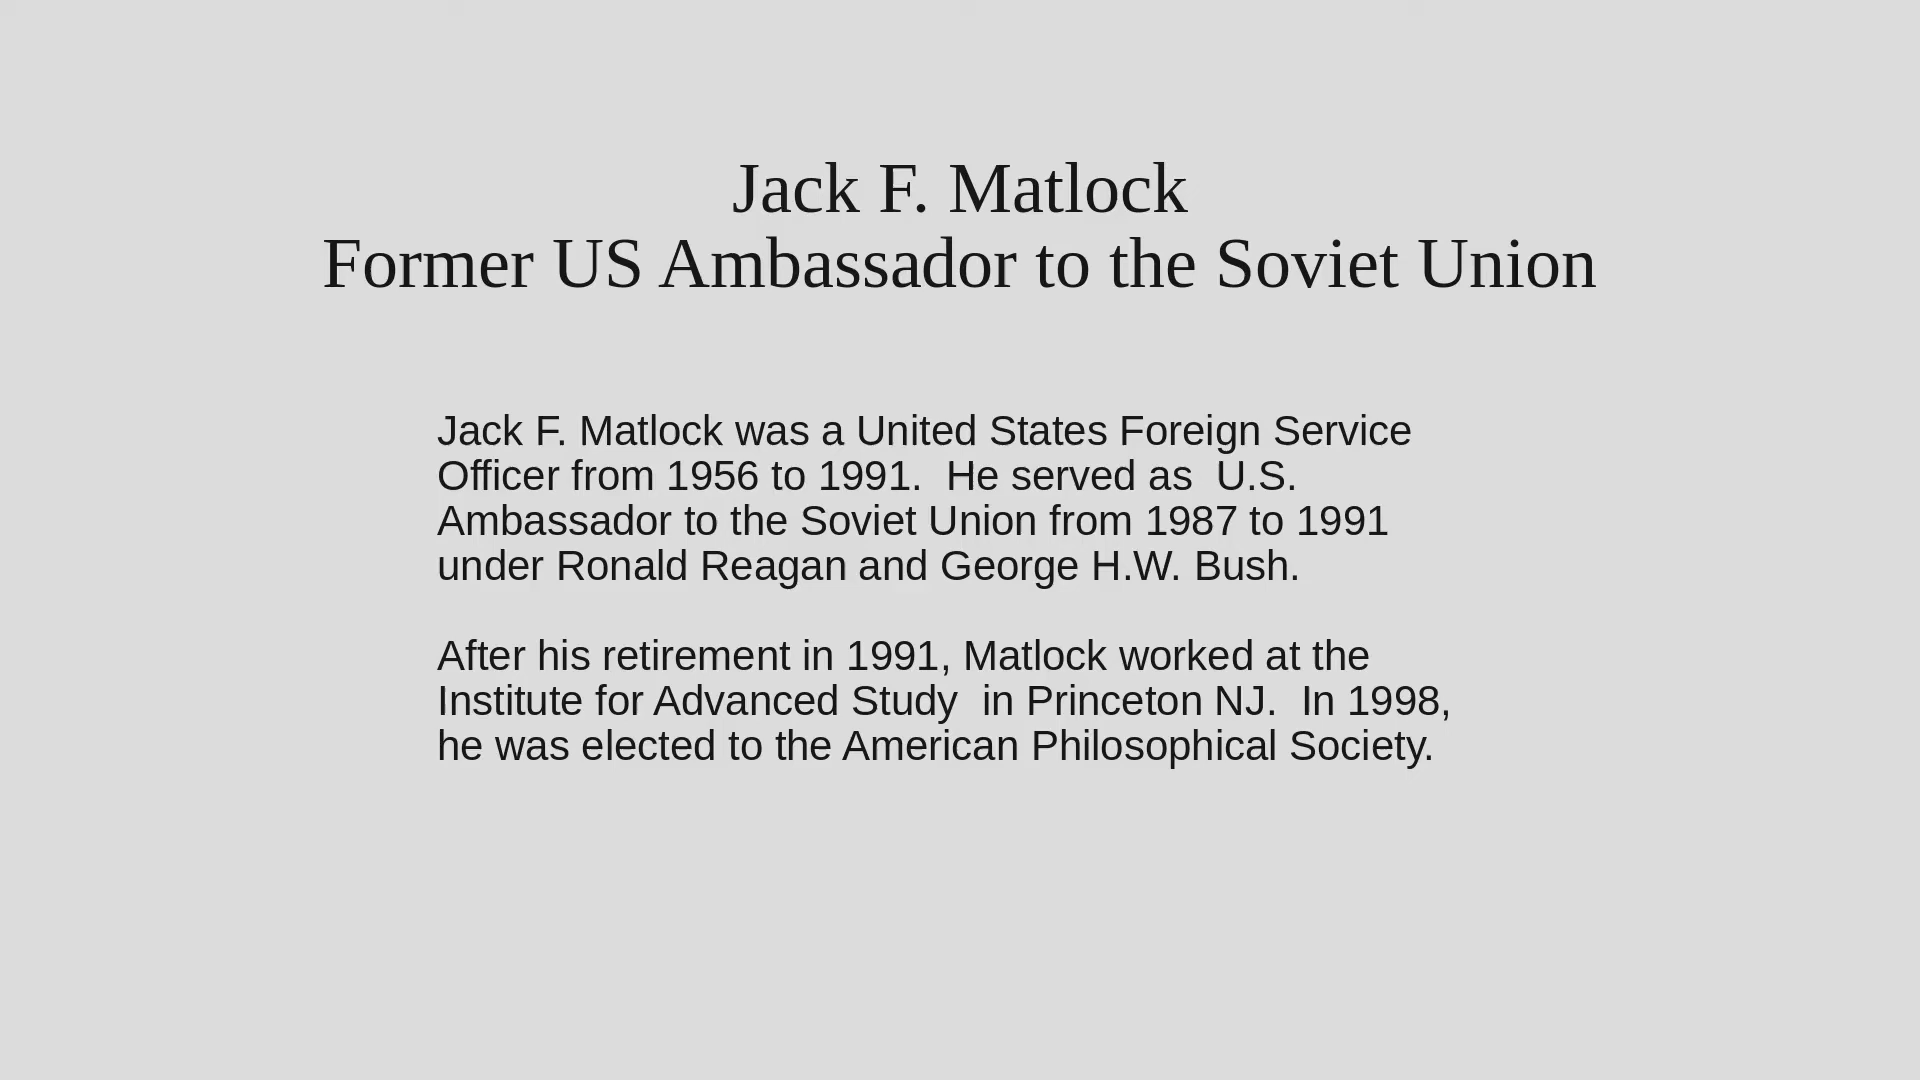 Jack F. Matlock
Former US Ambassador to the Soviet Union
Jack F. Matlock was a United States Foreign Service
Officer from 1956 to 1991.  He served as  U.S.
Ambassador to the Soviet Union from 1987 to 1991
under Ronald Reagan and George H.W. Bush.
After his retirement in 1991, Matlock worked at the
Institute for Advanced Study  in Princeton NJ.  In 1998,
he was elected to the American Philosophical Society.